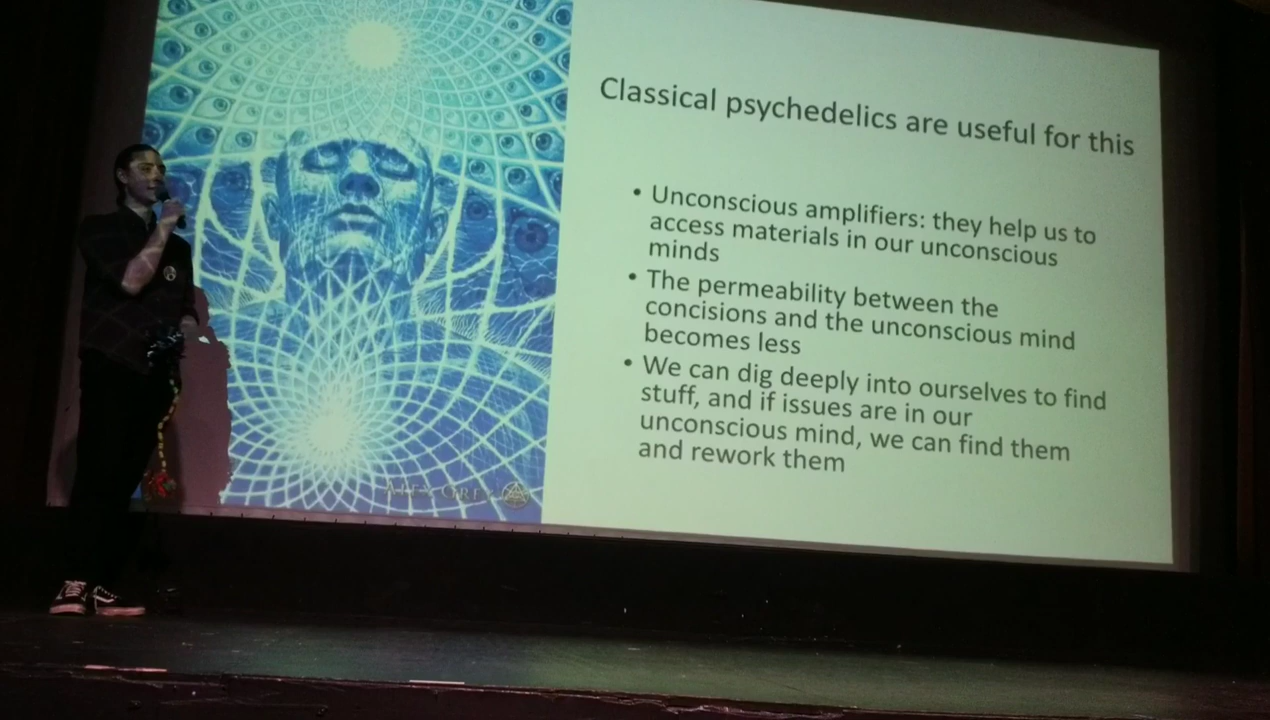 Classical psychedelics are useful for this
• Unconscious amplifiers: they help us to
access materials in our unconscious
minds
• The permeability between the
concisions and the unconscious mind
becomes less
• We can dig deeply into ourselves to find
stuff, and if issues are in our
unconscious mind, we can find them
and rework them
ALEX GREY